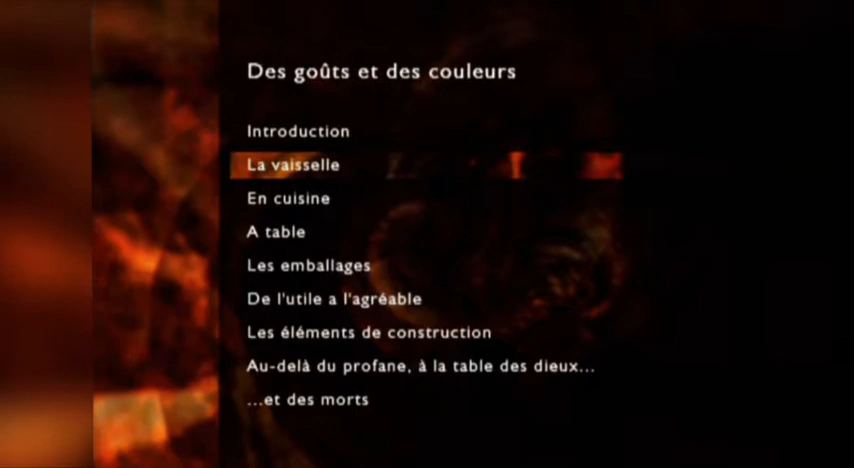 Des goûts et des couleurs
Introduction
La vaisselle
En cuisine
A table
Les emballages
De l'utile a l'agréable
Les éléments de construction
Au-delà du profane, à la table des dieux...
...et des morts